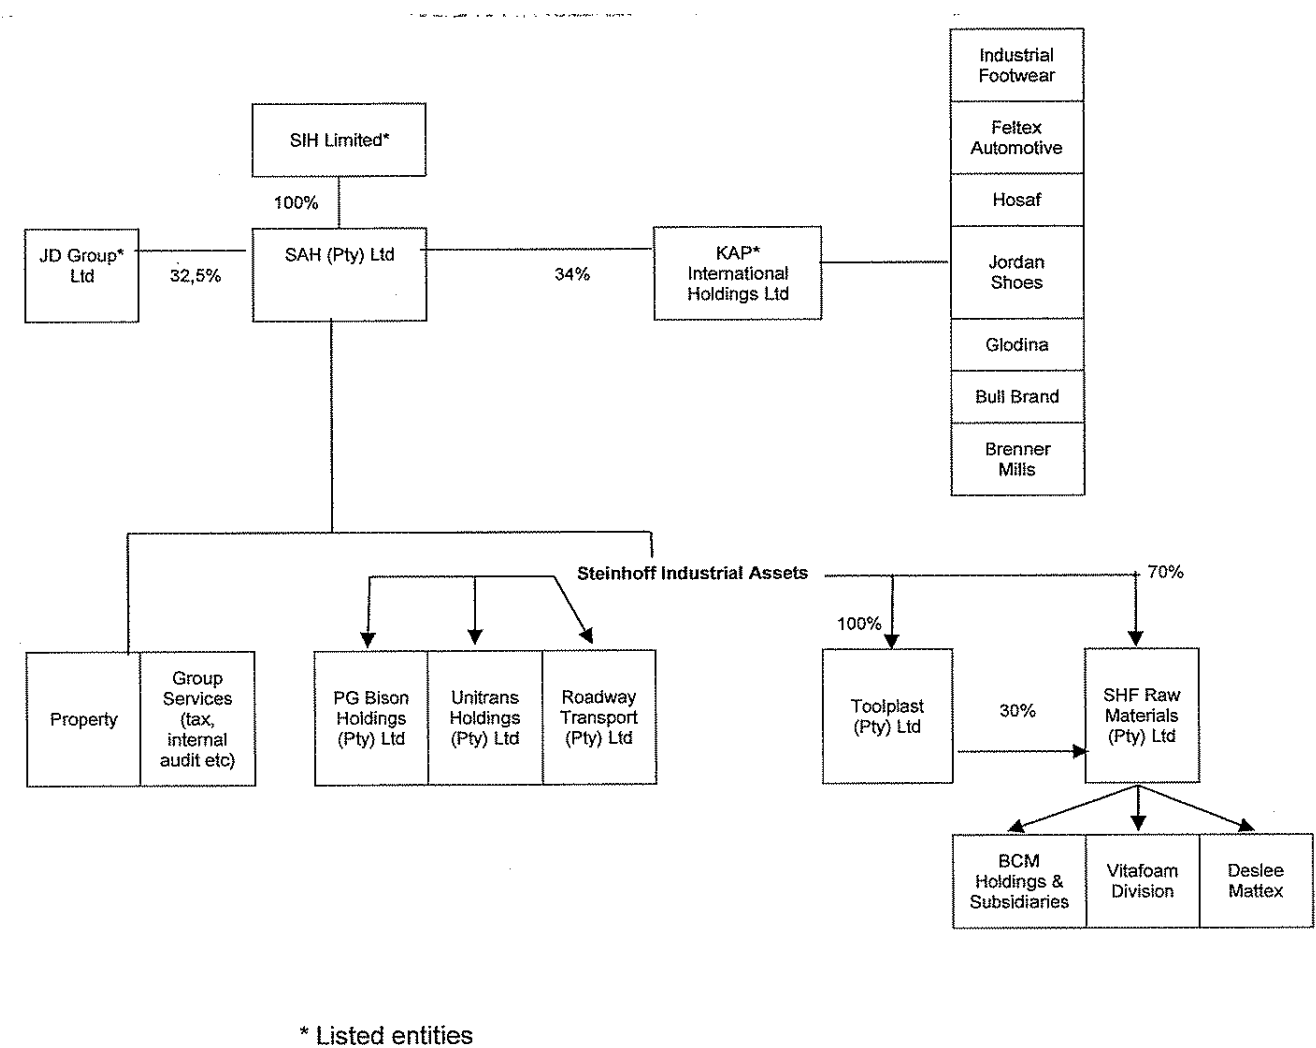 Industrial
Footwear
Feltex
Automotive
Hosaf
Jordan
Shoes
Glodina
Bull Brand
Brenner
Mills
SIH Limited*
100%
JD Group*
Ltd
32,5%
SAH (Pty) Ltd
34%
KAP*
International
Holdings Ltd
Steinhoff Industrial Assets
70%
100%
Property
Group
Services
(tax,
internal
audit etc)
PG Bison
Holdings
(Pty) Ltd
Unitrans
Holdings
(Pty) Ltd
Roadway
Transport
(Pty) Ltd
Toolplast
(Pty) Ltd
30%
SHF Raw
Materials
(Pty) Ltd
BCM
Holdings &
Subsidiaries
Vitafoam
Division
Deslee
Mattex
* Listed entities